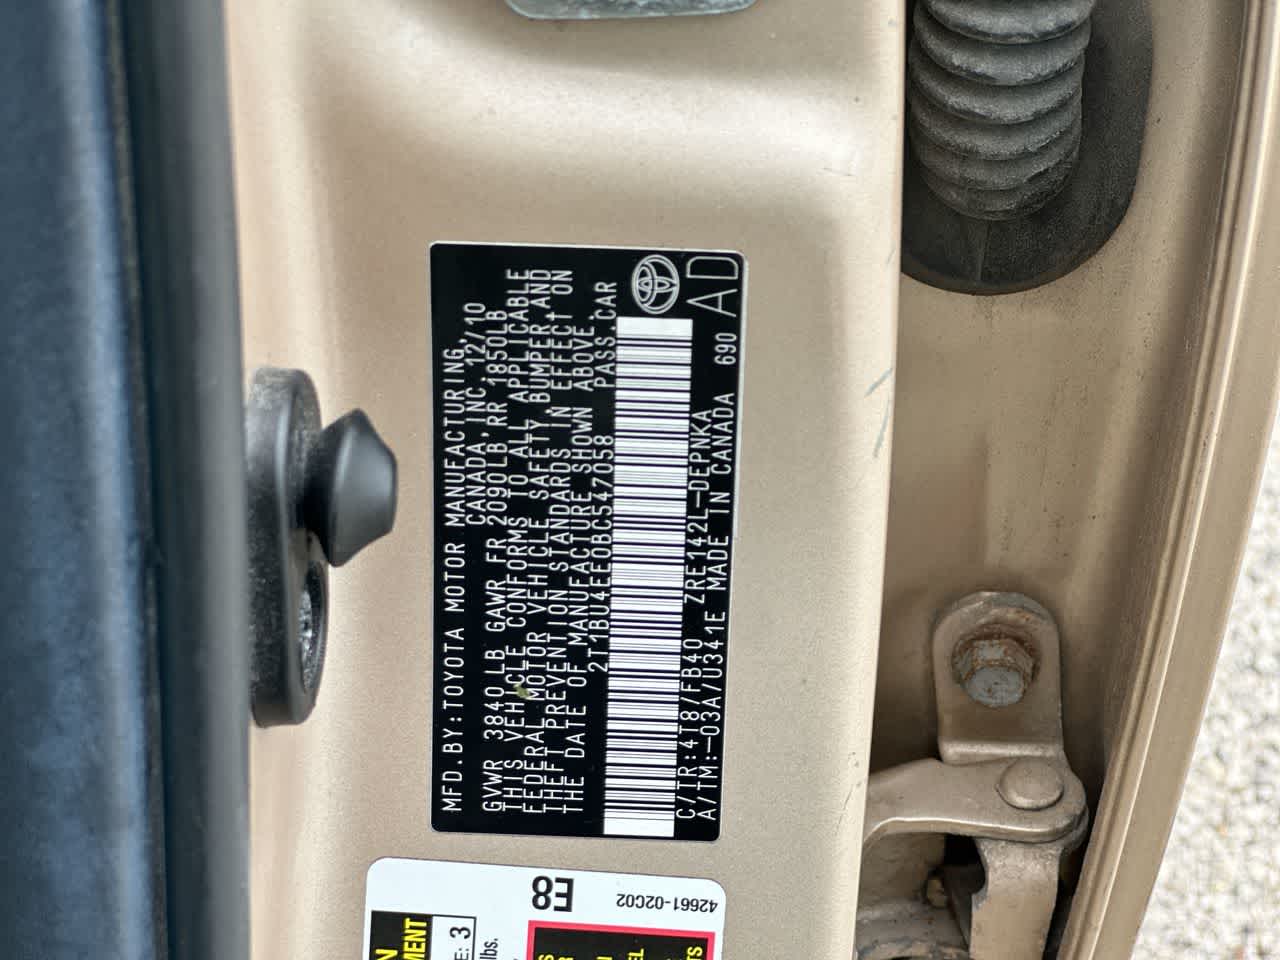 MFD.BY:TOYOTA MOTOR MANUFACTURING,
CANADA, INC. 12/10
GVWR 3840 LB GAWR FR 2090LB RR 1850LB
THIS VEHICLE CONFORMS TO ALL APPLICABLE
FEDERAL MOTOR VEHICLE SAFETY, BUMPER, AND
THEFT PREVENTION STANDARDS IN EFFECT ON
THE DATE OF MANUFACTURE SHOWN ABOVE.
2T1BU4EE0BC547058 PASS.CAR
C/TR:4T8/FB40 ZRE142L-DEPNKA
A/TM:-03A/U341E MADE IN CANADA 690 AD
E8
42661-02C02
3
lbs.